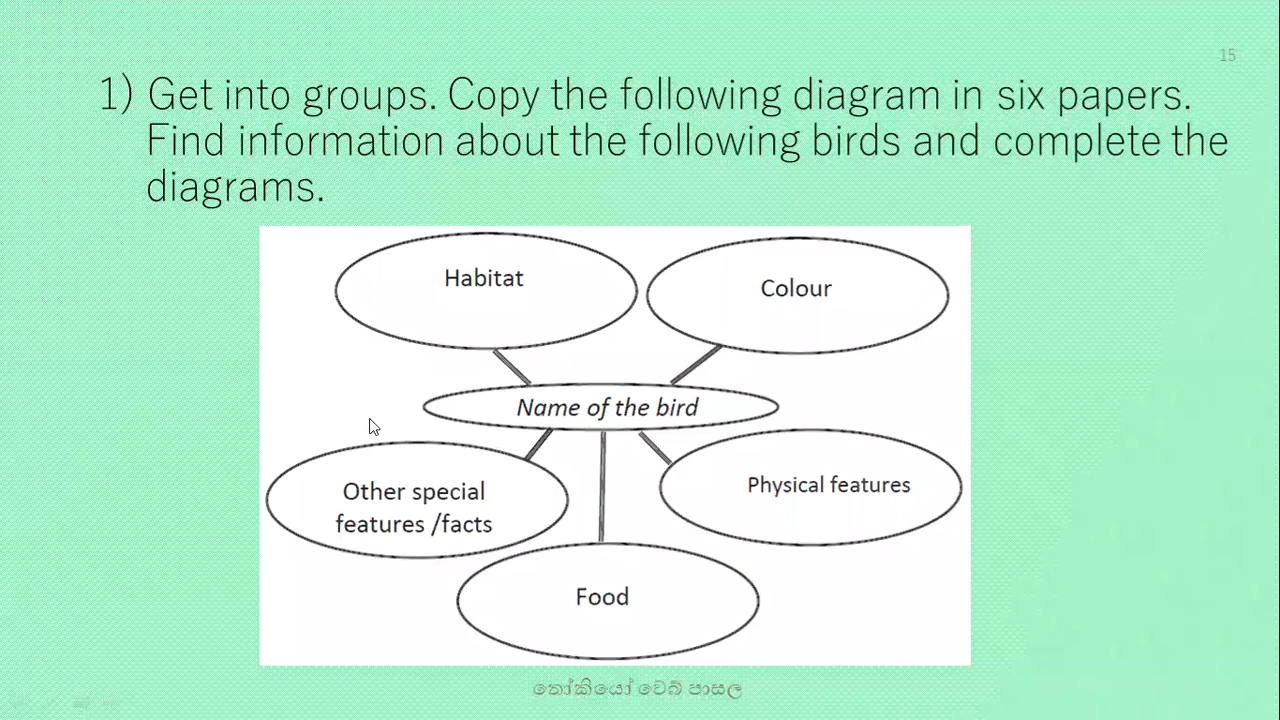 15
1) Get into groups. Copy the following diagram in six papers.
Find information about the following birds and complete the
diagrams.
Habitat
Colour
Name of the bird
Other special
features /facts
Physical features
Food
තෝකියෝ වෙබ් පාසල